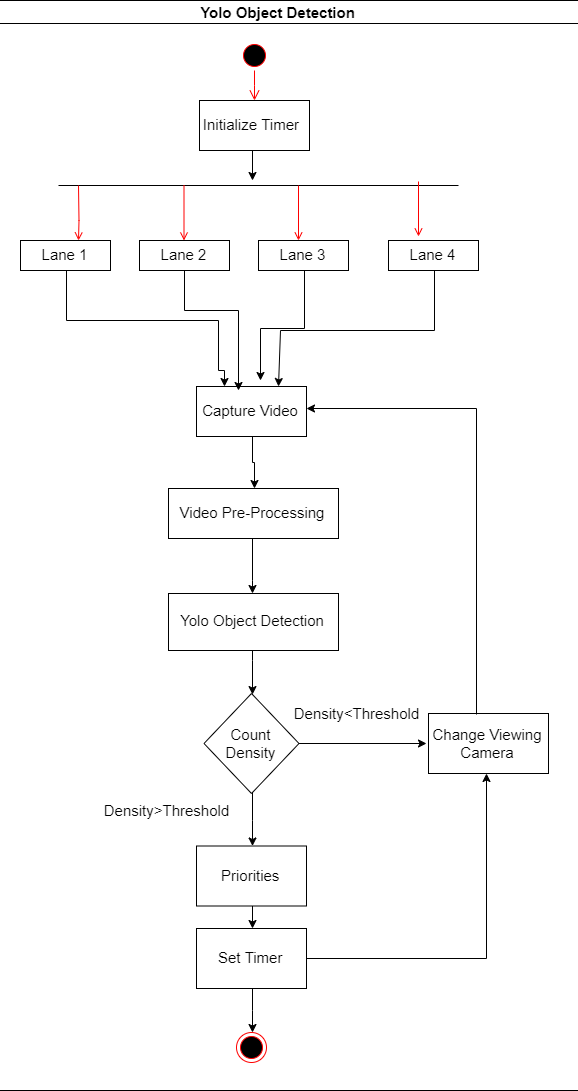 Yolo Object Detection
Initialize Timer
Lane 1
Lane 2
Lane 3
Lane 4
Capture Video
Video Pre-Processing
Yolo Object Detection
Count
Density
Density<Threshold
Change Viewing
Camera
Density>Threshold
Priorities
Set Timer